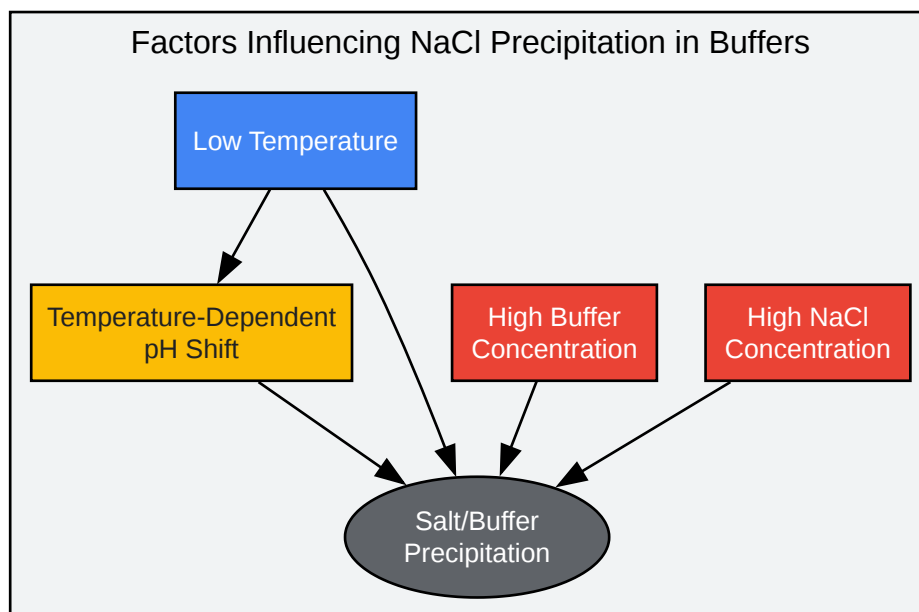 Factors Influencing NaCl Precipitation in Buffers
Low Temperature
Temperature-Dependent
pH Shift
High Buffer
Concentration
High NaCl
Concentration
Salt/Buffer
Precipitation